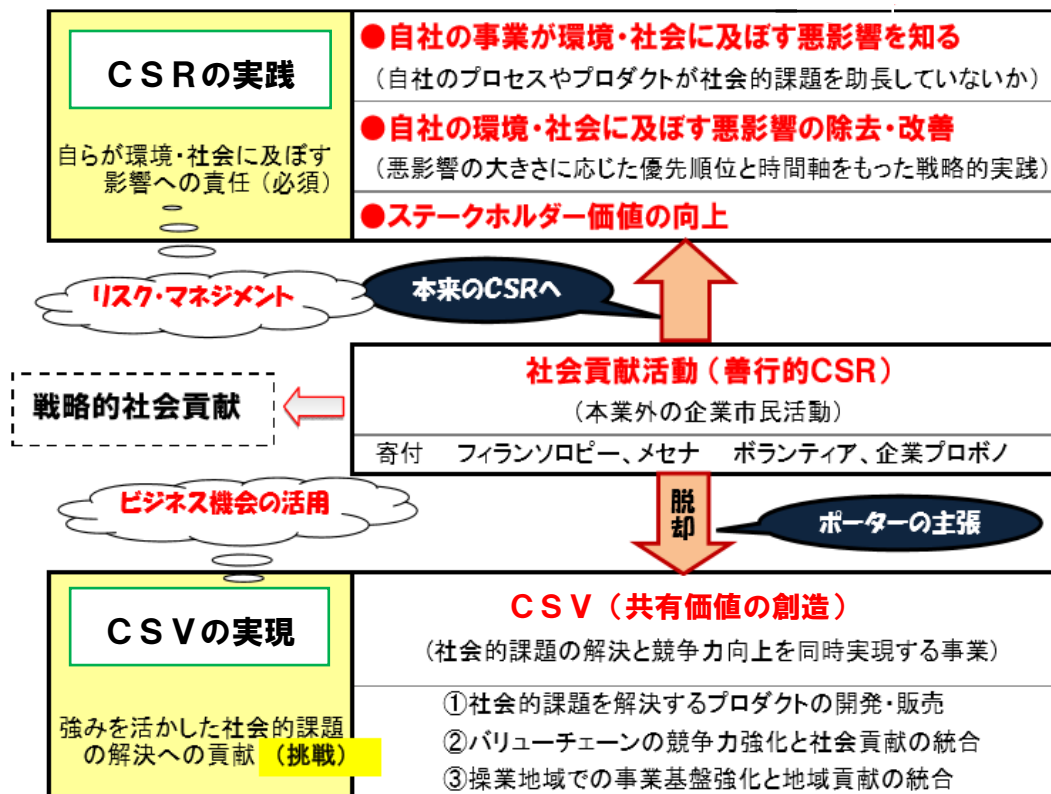 CSRの実践
自らが環境・社会に及ぼす
影響への責任（必須）
●自社の事業が環境・社会に及ぼす悪影響を知る
（自社のプロセスやプロダクトが社会的課題を助長していないか）
●自社の環境・社会に及ぼす悪影響の除去・改善
（悪影響の大きさに応じた優先順位と時間軸をもった戦略的実践）
●ステークホルダー価値の向上
リスク・マネジメント
本来のCSRへ
社会貢献活動（善行的CSR）
（本業外の企業市民活動）
寄付　フィランソロピー、メセナ　ボランティア、企業プロボノ
戦略的社会貢献
ビジネス機会の活用
脱却
ポーターの主張
CSVの実現
強みを活かした社会的課題
の解決への貢献（挑戦）
CSV（共有価値の創造）
（社会的課題の解決と競争力向上を同時実現する事業）
①社会的課題を解決するプロダクトの開発・販売
②バリューチェーンの競争力強化と社会貢献の統合
③操業地域での事業基盤強化と地域貢献の統合